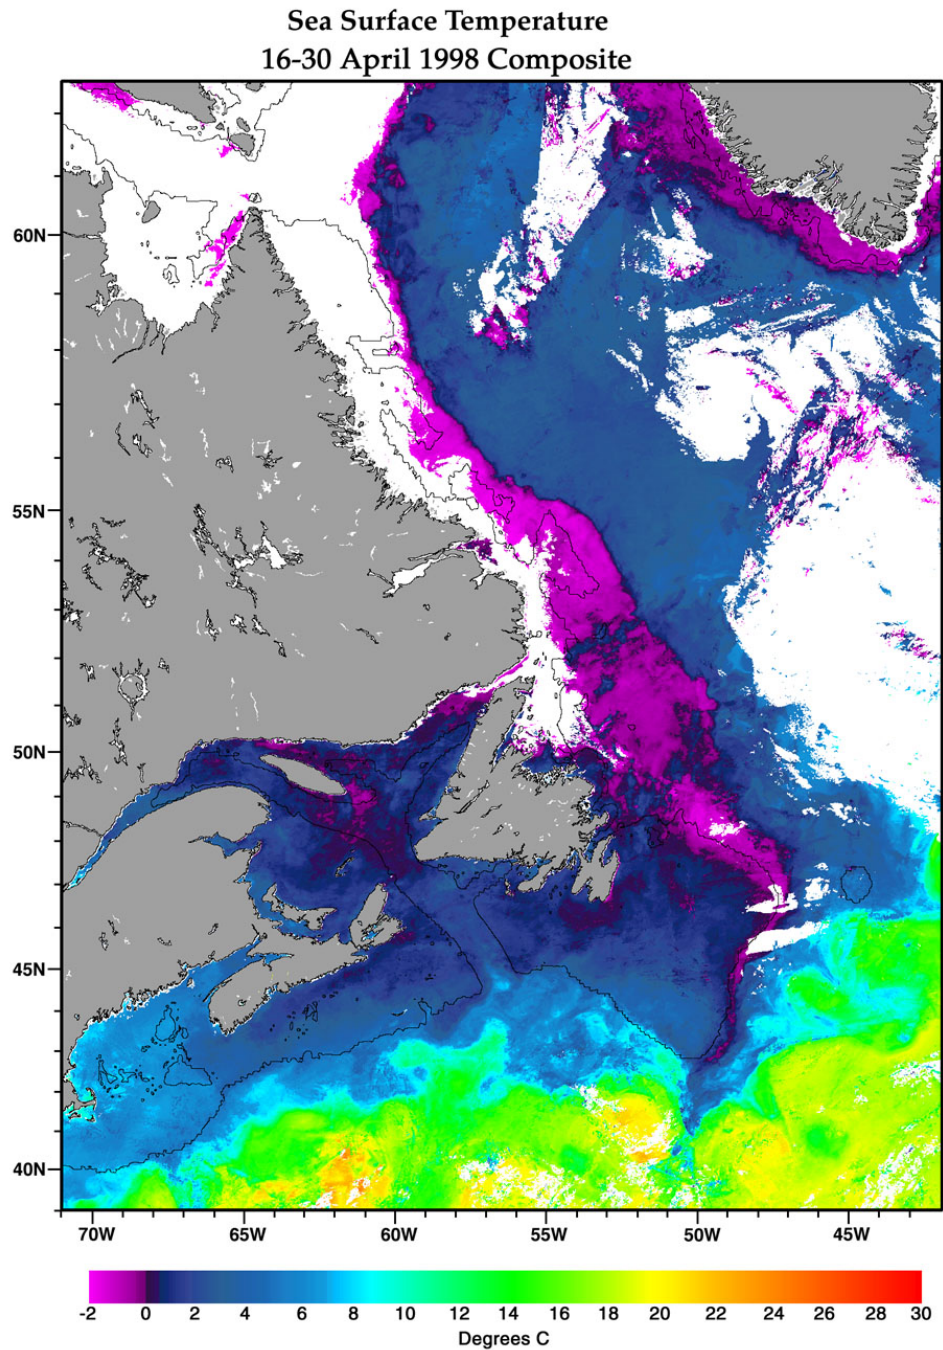 Sea Surface Temperature
16-30 April 1998 Composite
60N
55N
50N
45N
40N
70W 65W 60W 55W 50W 45W
-2 0 2 4 6 8 10 12 14 16 18 20 22 24 26 28 30
Degrees C